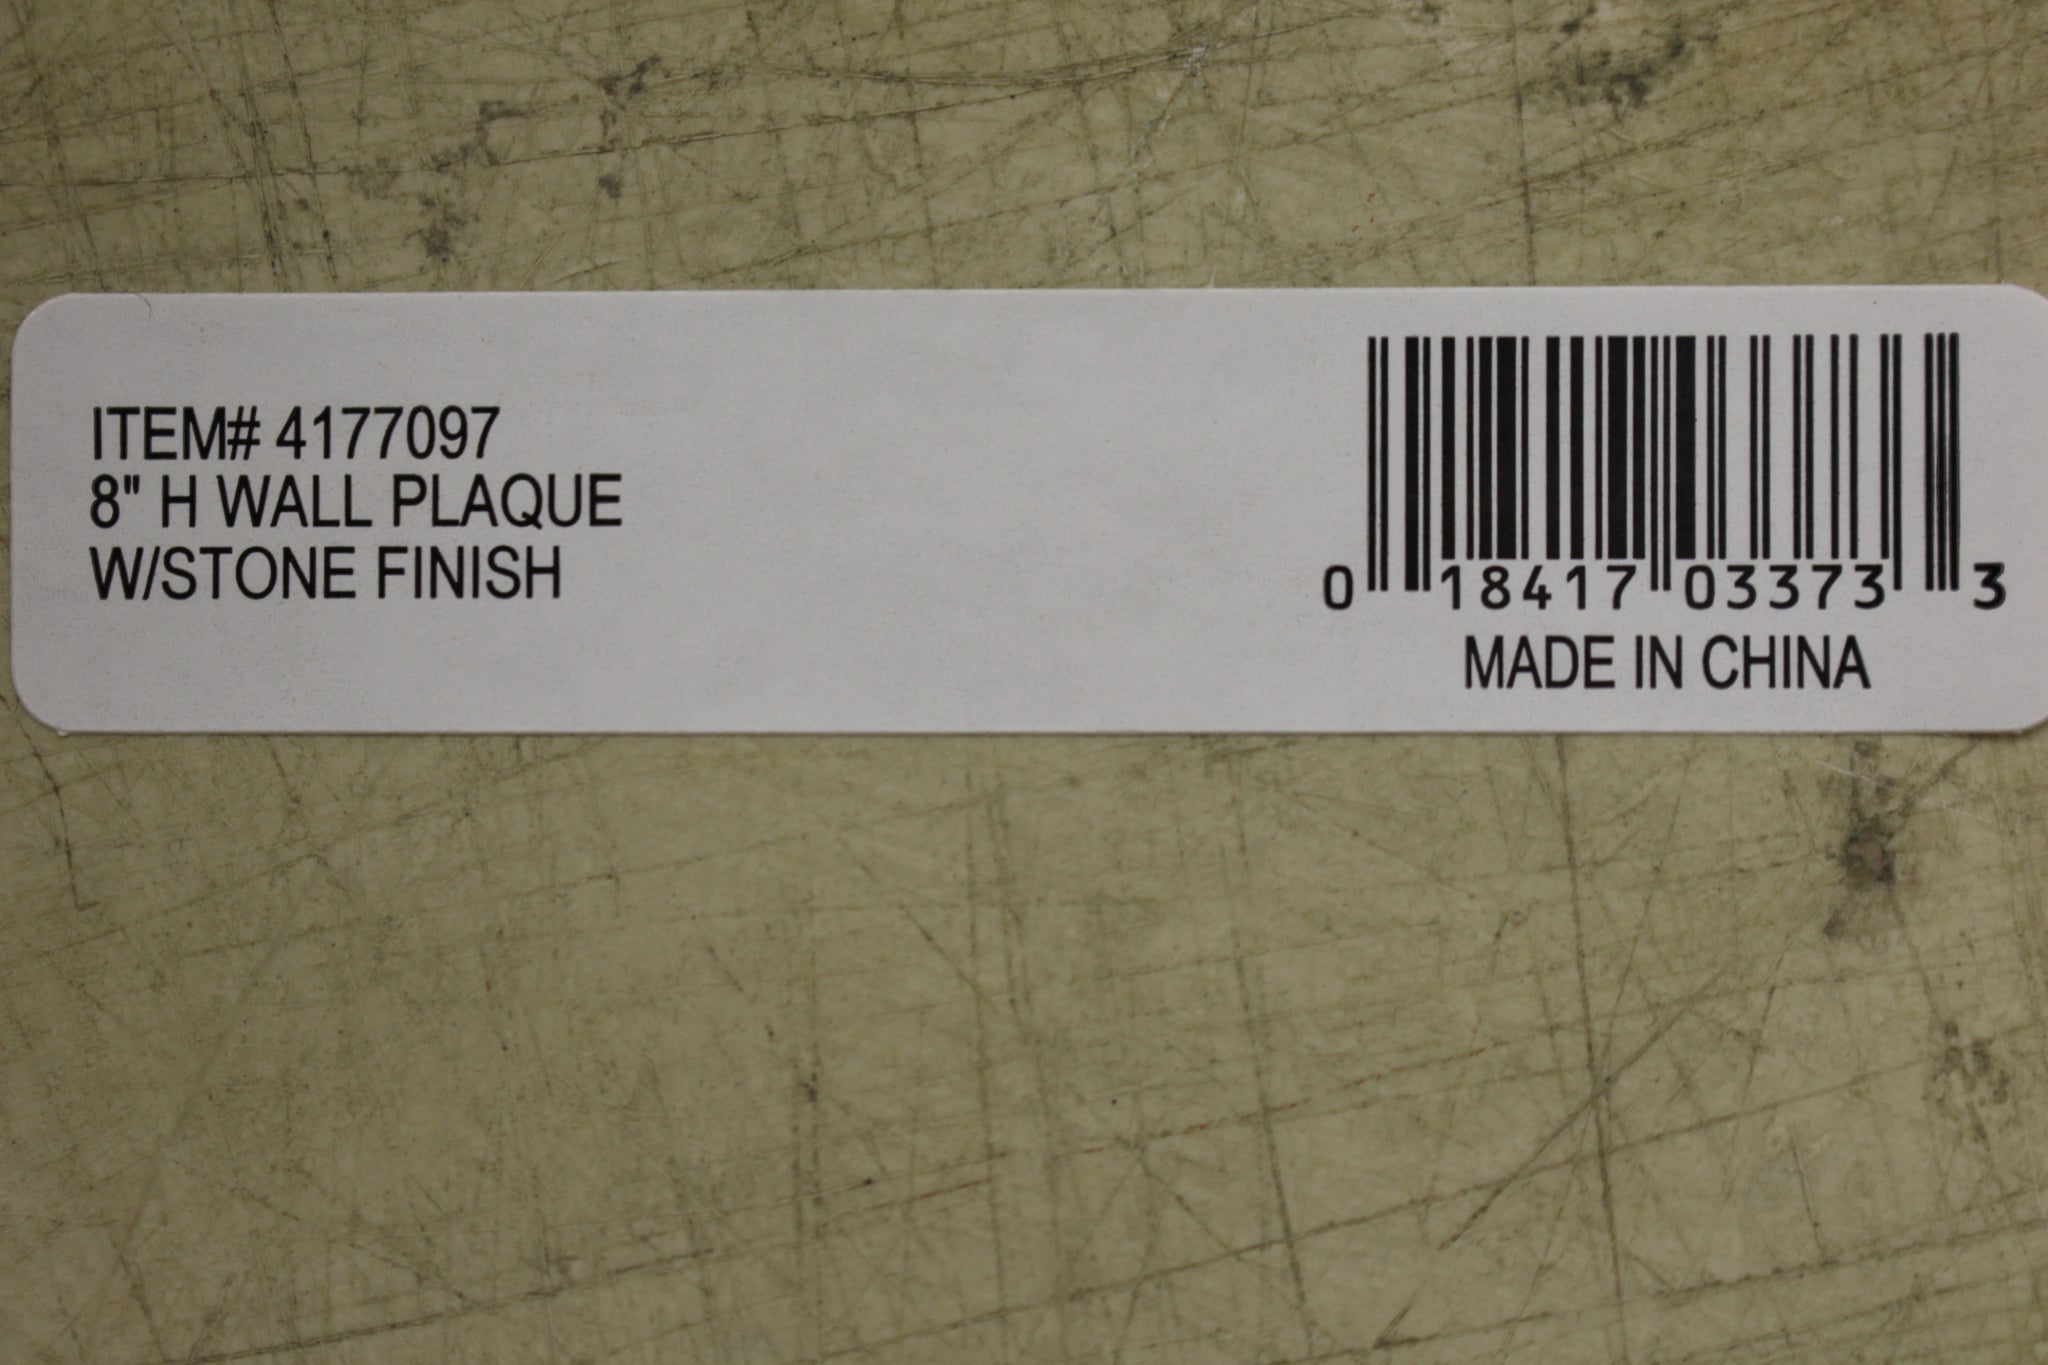 ITEM# 4177097
8" H WALL PLAQUE
W/STONE FINISH
0 18417 03373 3
MADE IN CHINA